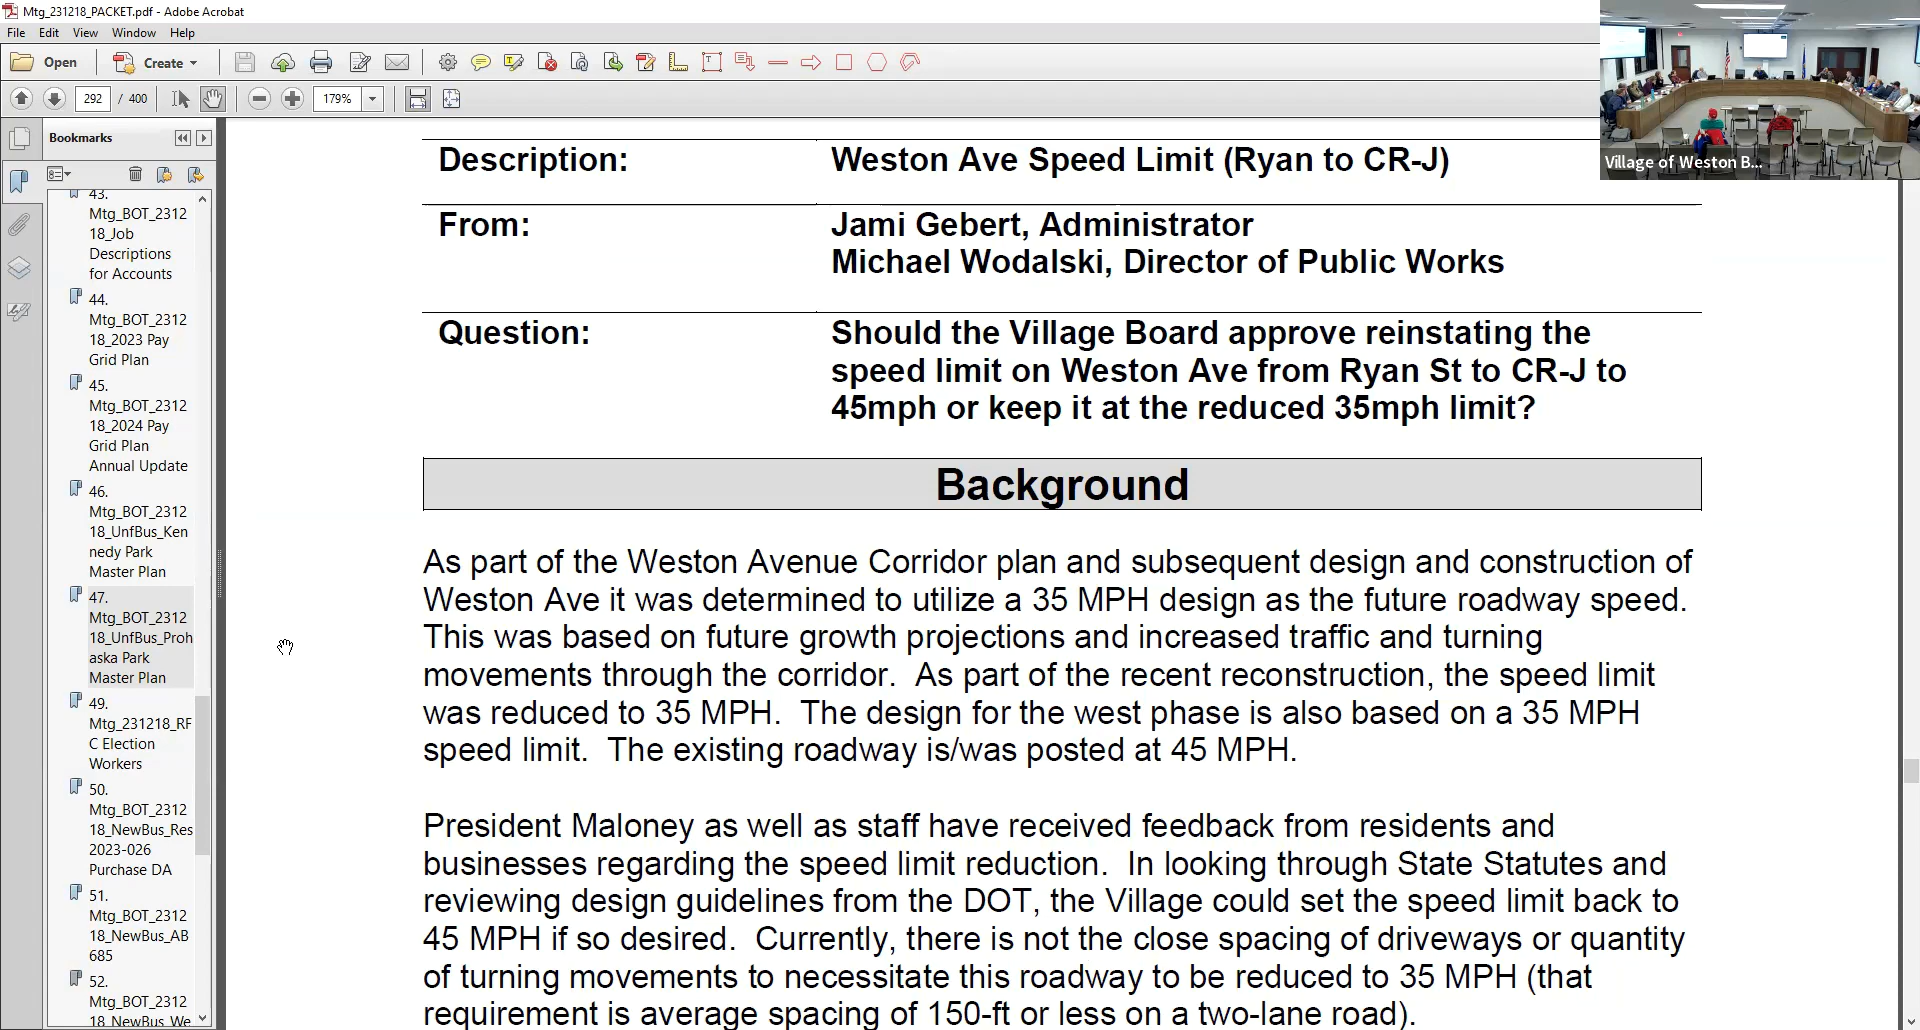 Mtg_231218_PACKET.pdf - Adobe Acrobat
File Edit View Window Help
Open Create
292 / 400 179%
Bookmarks
43.
Mtg_BOT_2312
18_Job
Descriptions
for Accounts
44.
Mtg_BOT_2312
18_2023 Pay
Grid Plan
45.
Mtg_BOT_2312
18_2024 Pay
Grid Plan
Annual Update
46.
Mtg_BOT_2312
18_UnfBus_Ken
nedy Park
Master Plan
47.
Mtg_BOT_2312
18_UnfBus_Proh
aska Park
Master Plan
49.
Mtg_231218_RF
C Election
Workers
50.
Mtg_BOT_2312
18_NewBus_Res
2023-026
Purchase DA
51.
Mtg_BOT_2312
18_NewBus_AB
685
52.
Mtg_BOT_2312
18_NewBus_We
Description: Weston Ave Speed Limit (Ryan to CR-J)
From: Jami Gebert, Administrator
Michael Wodalski, Director of Public Works
Question: Should the Village Board approve reinstating the
speed limit on Weston Ave from Ryan St to CR-J to
45mph or keep it at the reduced 35mph limit?
Background
As part of the Weston Avenue Corridor plan and subsequent design and construction of
Weston Ave it was determined to utilize a 35 MPH design as the future roadway speed.
This was based on future growth projections and increased traffic and turning
movements through the corridor.  As part of the recent reconstruction, the speed limit
was reduced to 35 MPH.  The design for the west phase is also based on a 35 MPH
speed limit.  The existing roadway is/was posted at 45 MPH.
President Maloney as well as staff have received feedback from residents and
businesses regarding the speed limit reduction.  In looking through State Statutes and
reviewing design guidelines from the DOT, the Village could set the speed limit back to
45 MPH if so desired.  Currently, there is not the close spacing of driveways or quantity
of turning movements to necessitate this roadway to be reduced to 35 MPH (that
requirement is average spacing of 150-ft or less on a two-lane road).
Village of Weston B...